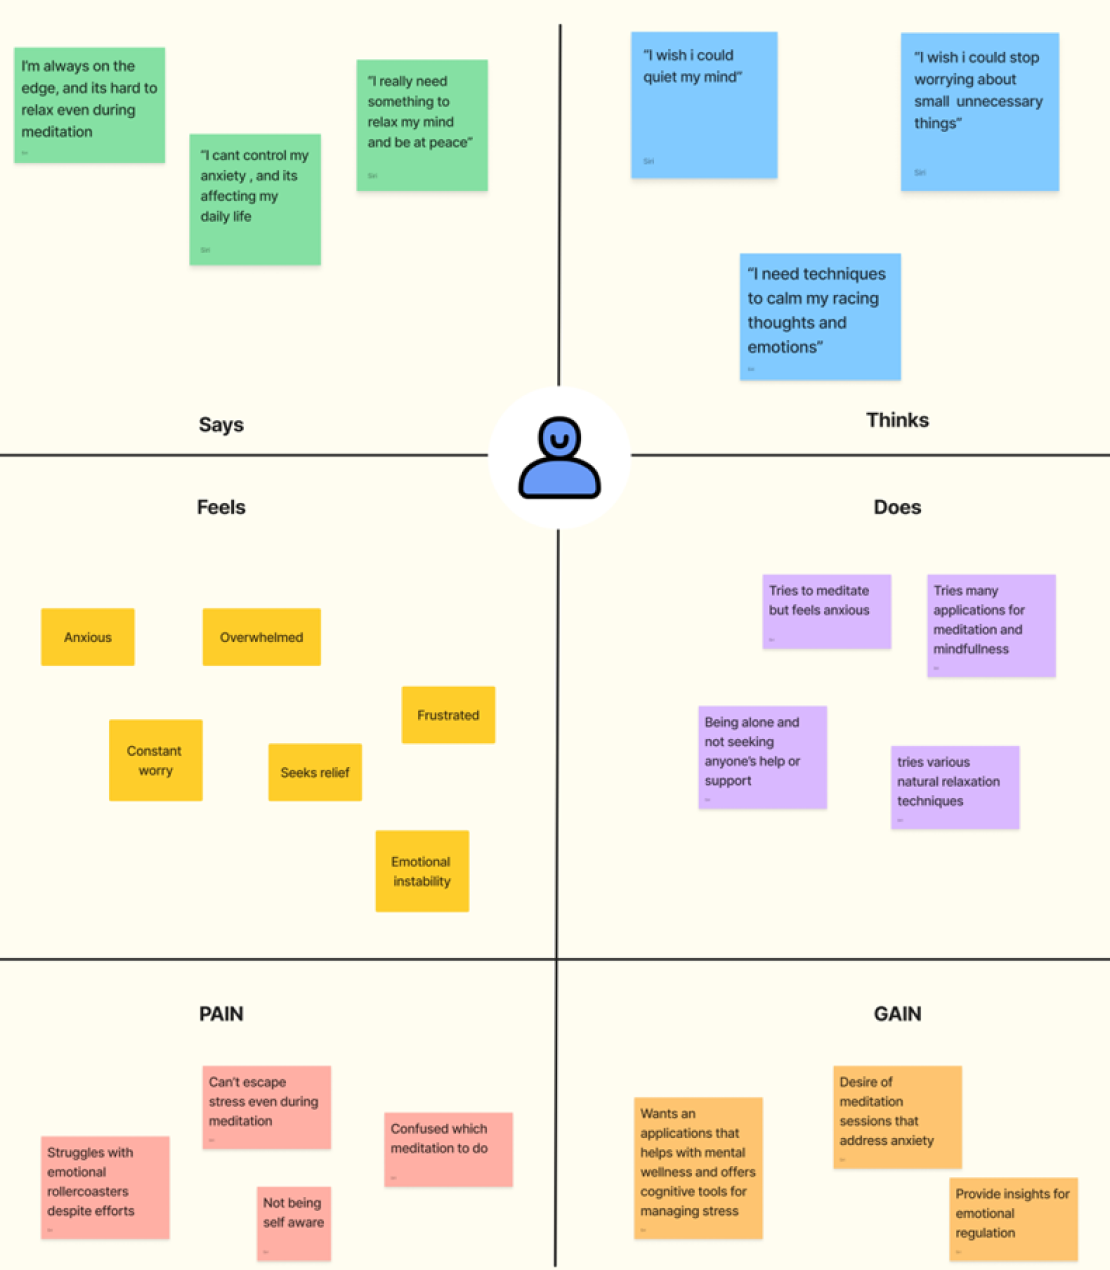 I'm always on the
edge, and its hard to
relax even during
meditation
"I cant control my
anxiety , and its
affecting my
daily life
Siri
"I really need
something to
relax my mind
and be at peace"
Siri
Says
"I wish i could
quiet my mind"
Siri
"I wish i could stop
worrying about
small unnecessary
things"
Siri
"I need techniques
to calm my racing
thoughts and
emotions"
Thinks
Feels
Anxious
Overwhelmed
Frustrated
Constant
worry
Seeks relief
Emotional
instability
Does
Tries to meditate
but feels anxious
Tries many
applications for
meditation and
mindfullness
Being alone and
not seeking
anyone's help or
support
tries various
natural relaxation
techniques
PAIN
Can't escape
stress even during
meditation
Confused which
meditation to do
Struggles with
emotional
rollercoasters
despite efforts
Not being
self aware
GAIN
Desire of
meditation
sessions that
address anxiety
Wants an
applications that
helps with mental
wellness and offers
cognitive tools for
managing stress
Provide insights for
emotional
regulation